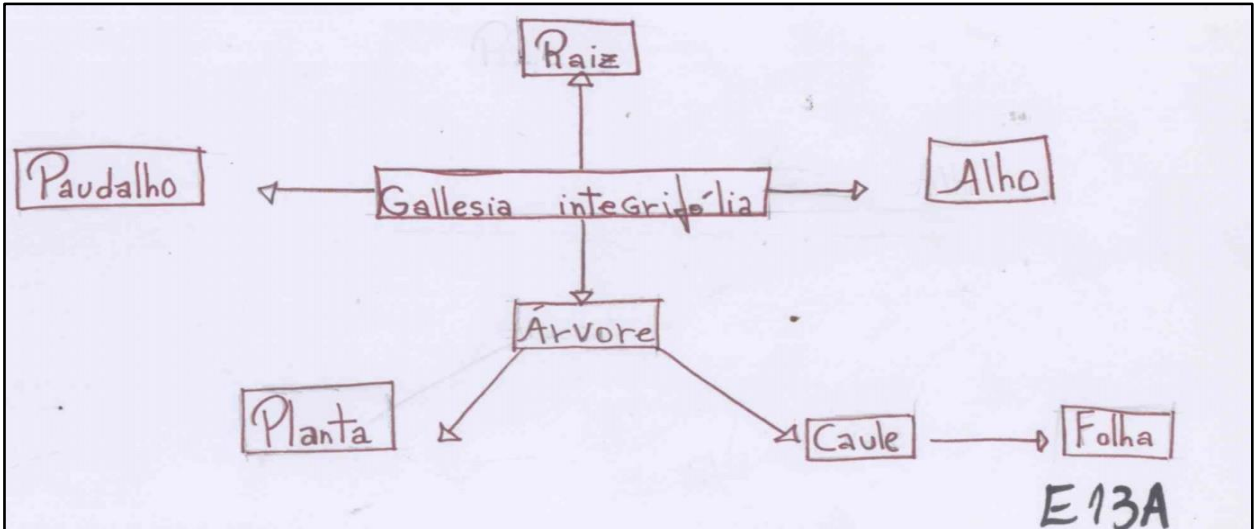 Raiz
Paudalho
Gallesia integrifólia
Alho
Árvore
Planta
Caule
Folha
E13A